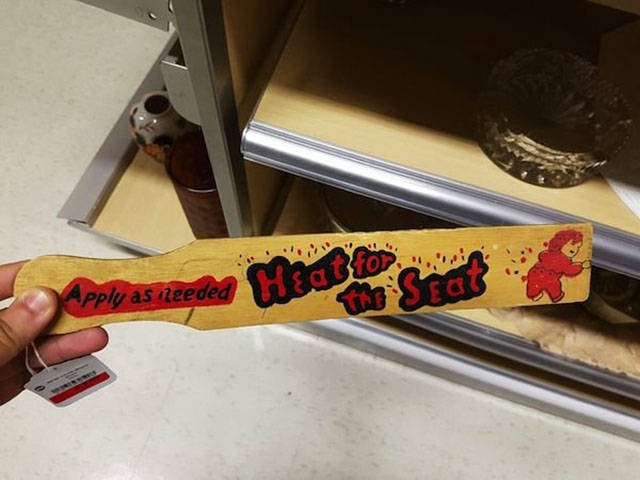 Apply as needed
Heat for
the Seat